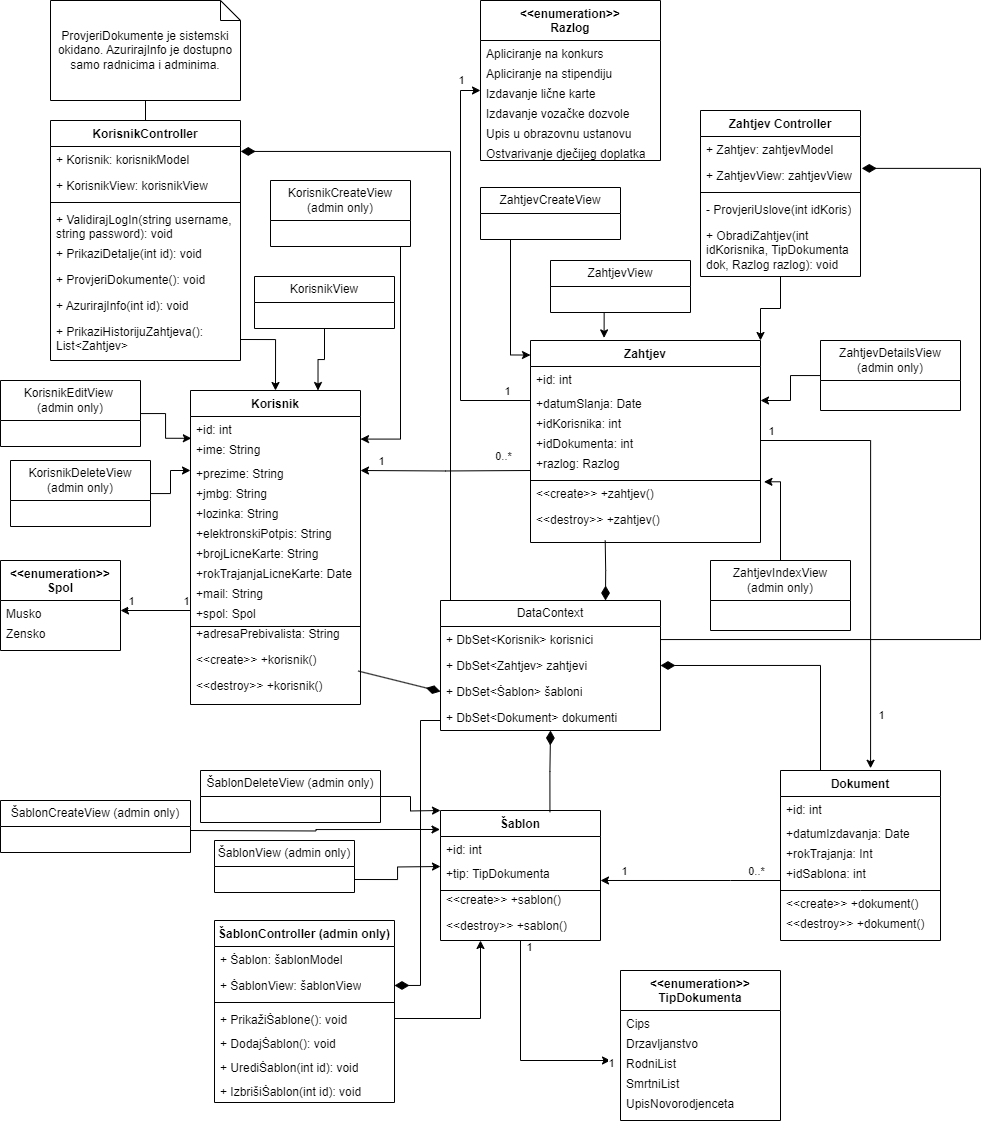 ProvjeriDokumente je sistemski
okidano. AzurirajInfo je dostupno
samo radnicima i adminima.
<<enumeration>>
Razlog
Apliciranje na konkurs
Apliciranje na stipendiju
Izdavanje lične karte
Izdavanje vozačke dozvole
Upis u obrazovnu ustanovu
Ostvarivanje dječijeg doplatka
1
KorisnikController
+ Korisnik: korisnikModel
+ KorisnikView: korisnikView
+ ValidirajLogIn(string username,
string password): void
+ PrikaziDetalje(int id): void
+ ProvjeriDokumente(): void
+ AzurirajInfo(int id): void
+ PrikaziHistorijuZahtjeva():
List<Zahtjev>
Zahtjev Controller
+ Zahtjev: zahtjevModel
+ ZahtjevView: zahtjevView
- ProvjeriUslove(int idKoris)
+ ObradiZahtjev(int
idKorisnika, TipDokumenta
dok, Razlog razlog): void
KorisnikCreateView
(admin only)
ZahtjevCreateView
KorisnikView
ZahtjevView
ZahtjevDetailsView
(admin only)
KorisnikEditView
(admin only)
KorisnikDeleteView
(admin only)
Korisnik
+id: int
+ime: String
+prezime: String
+jmbg: String
+lozinka: String
+elektronskiPotpis: String
+brojLicneKarte: String
+rokTrajanjaLicneKarte: Date
+mail: String
+spol: Spol
+adresaPrebivalista: String
<<create>> +korisnik()
<<destroy>> +korisnik()
Zahtjev
+id: int
+datumSlanja: Date
+idKorisnika: int
+idDokumenta: int
+razlog: Razlog
<<create>> +zahtjev()
<<destroy>> +zahtjev()
1
1
0..*
1
ZahtjevIndexView
(admin only)
<<enumeration>>
Spol
Musko
Zensko
1
1
DataContext
+ DbSet<Korisnik> korisnici
+ DbSet<Zahtjev> zahtjevi
+ DbSet<Šablon> šabloni
+ DbSet<Dokument> dokumenti
1
ŠablonDeleteView (admin only)
ŠablonCreateView (admin only)
ŠablonView (admin only)
Šablon
+id: int
+tip: TipDokumenta
<<create>> +sablon()
<<destroy>> +sablon()
Dokument
+id: int
+datumIzdavanja: Date
+rokTrajanja: Int
+idSablona: int
<<create>> +dokument()
<<destroy>> +dokument()
1
0..*
ŠablonController (admin only)
+ Šablon: šablonModel
+ ŠablonView: šablonView
+ PrikažiŠablone(): void
+ DodajŠablon(): void
+ UrediŠablon(int id): void
+ IzbrišiŠablon(int id): void
1
1
<<enumeration>>
TipDokumenta
Cips
Drzavljanstvo
RodniList
SmrtniList
UpisNovorodjenceta